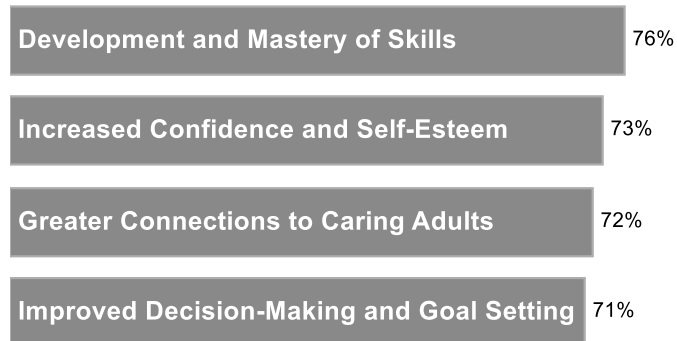 Development and Mastery of Skills 76%
Increased Confidence and Self-Esteem 73%
Greater Connections to Caring Adults 72%
Improved Decision-Making and Goal Setting 71%